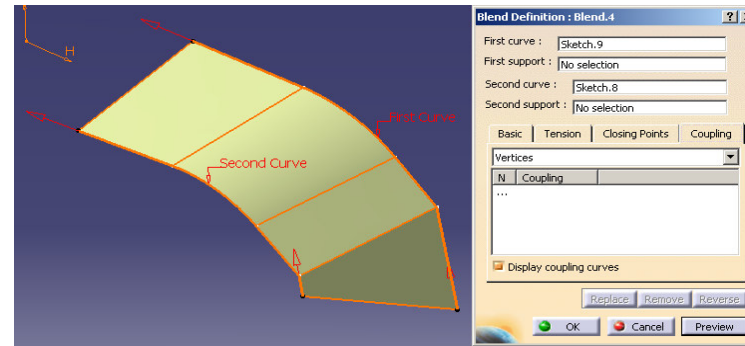 H
First Curve
Second Curve
Blend Definition : Blend.4
First curve : Sketch.9
First support : No selection
Second curve : Sketch.8
Second support : No selection
Basic Tension Closing Points Coupling
Vertices
N Coupling
...
Display coupling curves
Replace Remove Reverse
OK Cancel Preview